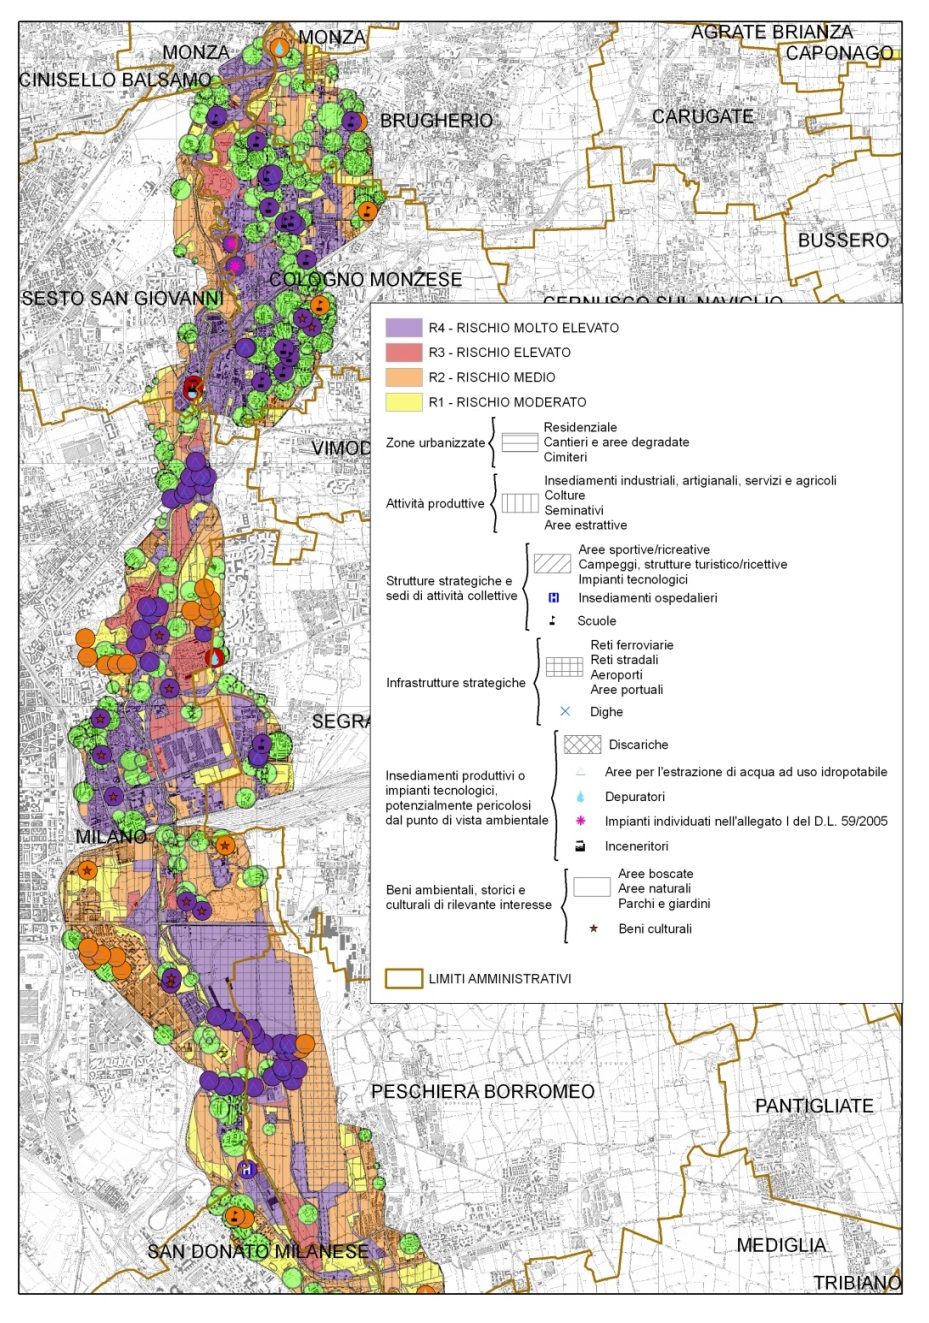 MONZA
MONZA
AGRATE BRIANZA
CAPONAGO
CINISELLO BALSAMO
BRUGHERIO
CARUGATE
BUSSERO
COLOGNO MONZESE
SESTO SAN GIOVANNI
CERNUSCO SUL NAVIGLIO
R4 - RISCHIO MOLTO ELEVATO
R3 - RISCHIO ELEVATO
R2 - RISCHIO MEDIO
R1 - RISCHIO MODERATO
Zone urbanizzate
Residenziale
Cantieri e aree degradate
Cimiteri
VIMOD
Attività produttive
Insediamenti industriali, artigianali, servizi e agricoli
Colture
Seminativi
Aree estrattive
Strutture strategiche e
sedi di attività collettive
Aree sportive/ricreative
Campeggi, strutture turistico/ricettive
Impianti tecnologici
H Insediamenti ospedalieri
Scuole
Infrastrutture strategiche
Reti ferroviarie
Reti stradali
Aeroporti
Aree portuali
Dighe
SEGRA
Insediamenti produttivi o
impianti tecnologici,
potenzialmente pericolosi
dal punto di vista ambientale
Discariche
Aree per l'estrazione di acqua ad uso idropotabile
Depuratori
Impianti individuati nell'allegato I del D.L. 59/2005
Inceneritori
MILANO
Beni ambientali, storici e
culturali di rilevante interesse
Aree boscate
Aree naturali
Parchi e giardini
Beni culturali
LIMITI AMMINISTRATIVI
PESCHIERA BORROMEO
PANTIGLIATE
H
SAN DONATO MILANESE
MEDIGLIA
TRIBIANO